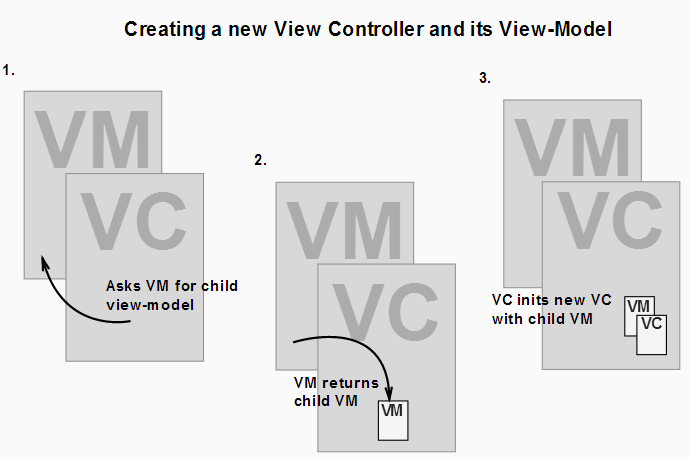 Creating a new View Controller and its View-Model
1.
VM
VC
Asks VM for child
view-model
2.
VM
VC
VM returns
child VM
VM
3.
VM
VC
VC inits new VC
with child VM
VM
VC